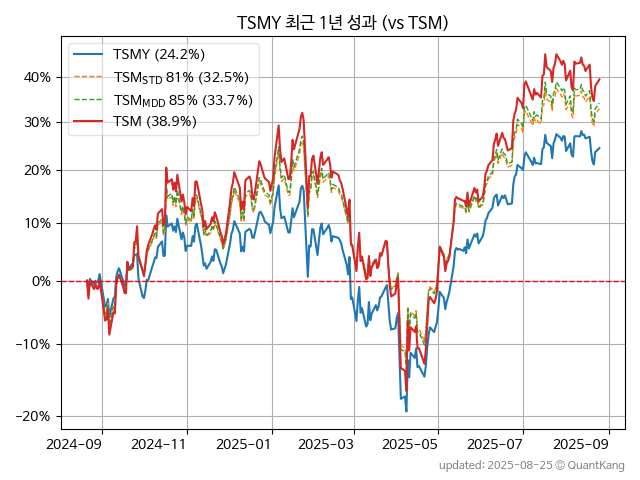 TSMY 최근 1년 성과 (vs TSM)
TSMY (24.2%)
TSM_STD 81% (32.5%)
TSM_MDD 85% (33.7%)
TSM (38.9%)
40%
30%
20%
10%
0%
−10%
−20%
2024−09
2024−11
2025−01
2025−03
2025−05
2025−07
2025−09
updated: 2025-08-25 © QuantKang